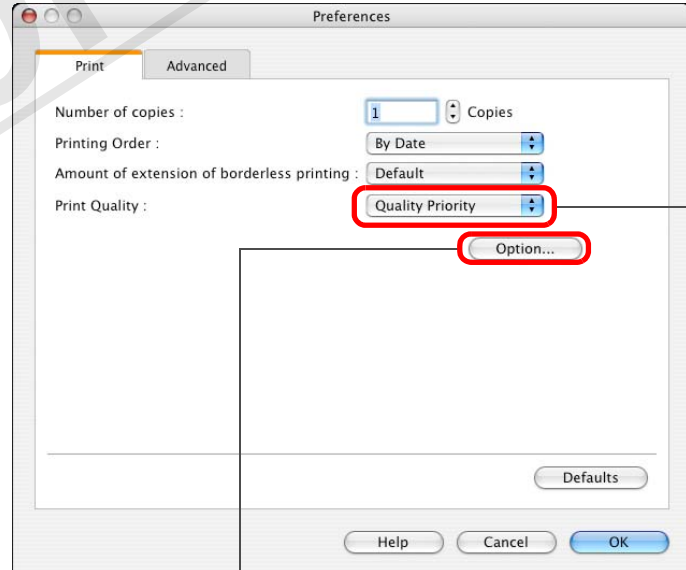 Preferences
Print Advanced
Number of copies : 1 Copies
Printing Order : By Date
Amount of extension of borderless printing : Default
Print Quality : Quality Priority
Option...
Defaults
Help Cancel OK